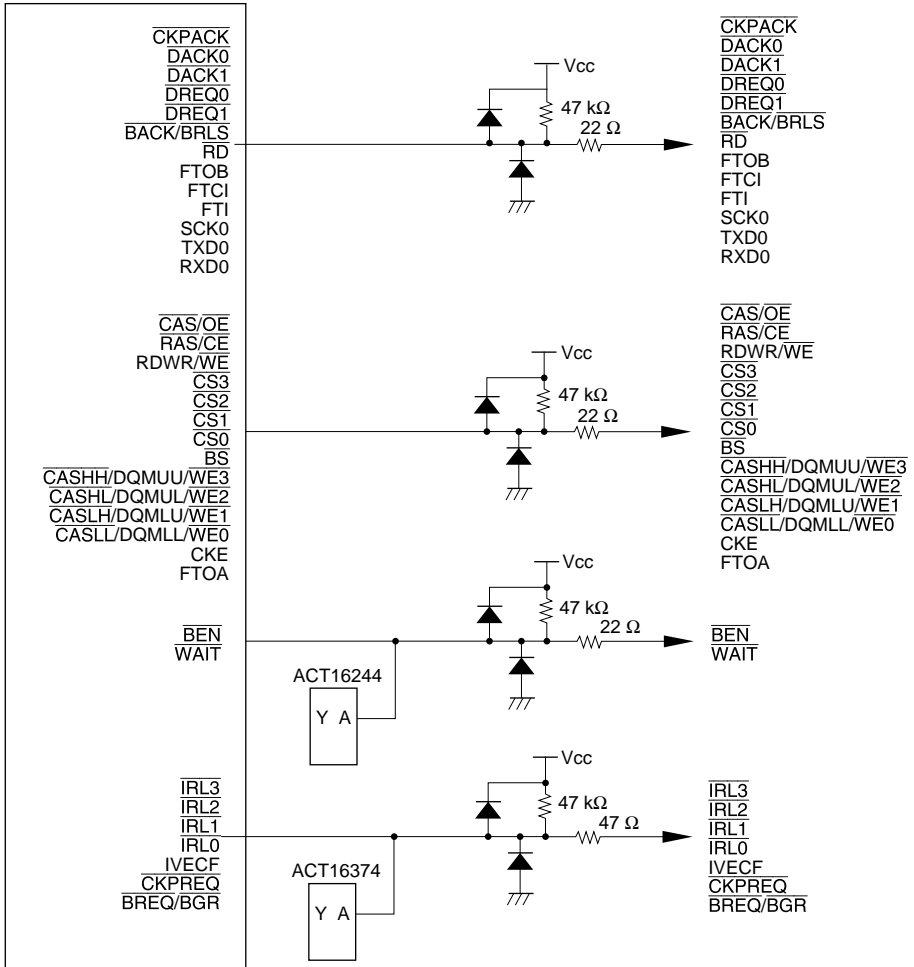 CKPACK
DACK0
DACK1
DREQ0
DREQ1
BACK/BRLS
RD
FTOB
FTCI
FTI
SCK0
TXD0
RXD0
Vcc
47 kΩ
22 Ω
CKPACK
DACK0
DACK1
DREQ0
DREQ1
BACK/BRLS
RD
FTOB
FTCI
FTI
SCK0
TXD0
RXD0
CAS/OE
RAS/CE
RDWR/WE
CS3
CS2
CS1
CS0
BS
CASHH/DQMUU/WE3
CASHL/DQMUL/WE2
CASLH/DQMLU/WE1
CASLL/DQMLL/WE0
CKE
FTOA
Vcc
47 kΩ
22 Ω
CAS/OE
RAS/CE
RDWR/WE
CS3
CS2
CS1
CS0
BS
CASHH/DQMUU/WE3
CASHL/DQMUL/WE2
CASLH/DQMLU/WE1
CASLL/DQMLL/WE0
CKE
FTOA
BEN
WAIT
Vcc
47 kΩ
22 Ω
ACT16244
Y A
BEN
WAIT
IRL3
IRL2
IRL1
IRL0
IVECF
CKPREQ
BREQ/BGR
Vcc
47 kΩ
47 Ω
ACT16374
Y A
IRL3
IRL2
IRL1
IRL0
IVECF
CKPREQ
BREQ/BGR